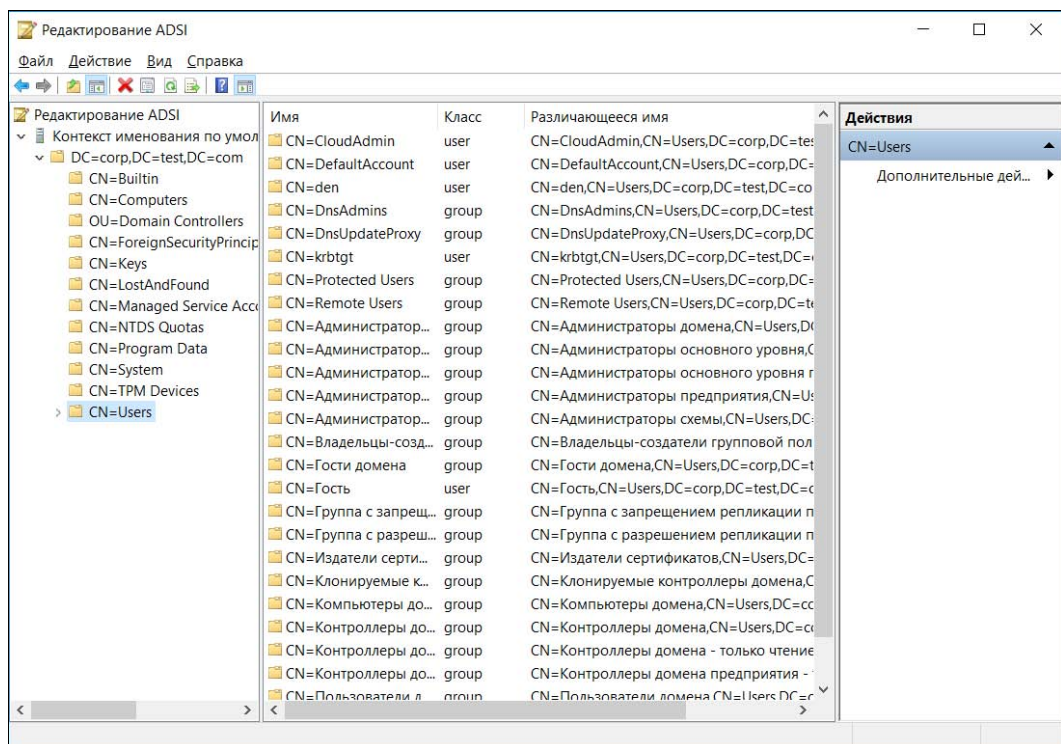 Редактирование ADSI
Файл Действие Вид Справка
Редактирование ADSI
Контекст именования по умол
DC=corp,DC=test,DC=com
CN=Builtin
CN=Computers
OU=Domain Controllers
CN=ForeignSecurityPrincip
CN=Keys
CN=LostAndFound
CN=Managed Service Acco
CN=NTDS Quotas
CN=Program Data
CN=System
CN=TPM Devices
CN=Users
Имя Класс Различающееся имя
CN=CloudAdmin user CN=CloudAdmin,CN=Users,DC=corp,DC=tes
CN=DefaultAccount user CN=DefaultAccount,CN=Users,DC=corp,DC=
CN=den user CN=den,CN=Users,DC=corp,DC=test,DC=co
CN=DnsAdmins group CN=DnsAdmins,CN=Users,DC=corp,DC=test
CN=DnsUpdateProxy group CN=DnsUpdateProxy,CN=Users,DC=corp,DC
CN=krbtgt user CN=krbtgt,CN=Users,DC=corp,DC=test,DC=
CN=Protected Users group CN=Protected Users,CN=Users,DC=corp,DC=
CN=Remote Users group CN=Remote Users,CN=Users,DC=corp,DC=te
CN=Администратор... group CN=Администраторы домена,CN=Users,D
CN=Администратор... group CN=Администраторы основного уровня,C
CN=Администратор... group CN=Администраторы основного уровня п
CN=Администратор... group CN=Администраторы предприятия,CN=Us
CN=Администратор... group CN=Администраторы схемы,CN=Users,DC=
CN=Владельцы-созд... group CN=Владельцы-создатели групповой пол
CN=Гости домена group CN=Гости домена,CN=Users,DC=corp,DC=t
CN=Гость user CN=Гость,CN=Users,DC=corp,DC=test,DC=c
CN=Группа с запрещ... group CN=Группа с запрещением репликации п
CN=Группа с разреш... group CN=Группа с разрешением репликации п
CN=Издатели серти... group CN=Издатели сертификатов,CN=Users,DC=
CN=Клонируемые к... group CN=Клонируемые контроллеры домена,C
CN=Компьютеры до... group CN=Компьютеры домена,CN=Users,DC=co
CN=Контроллеры до... group CN=Контроллеры домена,CN=Users,DC=co
CN=Контроллеры до... group CN=Контроллеры домена - только чтение
CN=Контроллеры до... group CN=Контроллеры домена предприятия -
CN=Пользователи д... group CN=Пользователи домена,CN=Users,DC=c
Действия
CN=Users
Дополнительные дей...